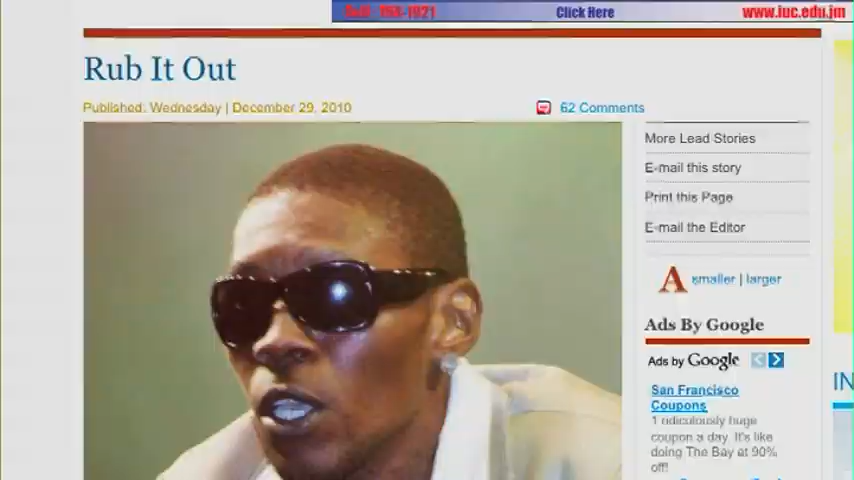 Click Here
www.iuc.edu.jm
Rub It Out
Published: Wednesday | December 29, 2010
62 Comments
More Lead Stories
E-mail this story
Print this Page
E-mail the Editor
A smaller | larger
Ads By Google
Ads by Google
San Francisco
Coupons
1 ridiculously huge
coupon a day. It's like
doing The Bay at 90%
off!
IN